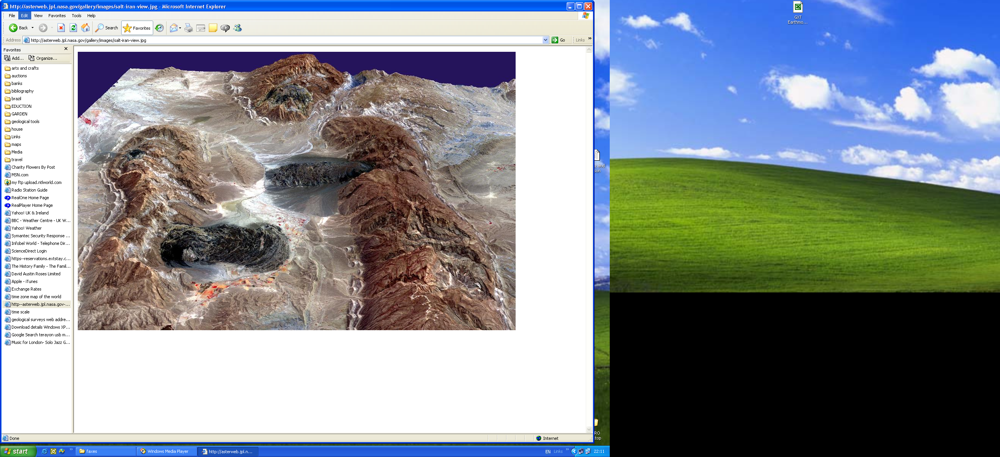 http://asterweb.jpl.nasa.gov/gallery/images/salt-iran-view.jpg - Microsoft Internet Explorer
File Edit View Favorites Tools Help
Back Search Favorites
Address http://asterweb.jpl.nasa.gov/gallery/images/salt-iran-view.jpg Go Links »
Favorites
Add... Organize...
arts and crafts
auctions
banks
bibliography
brazil
EDUCTION
GARDEN
geological tools
house
Links
maps
Media
travel
Charity Flowers By Post
MSN.com
my ftp upload.ntlworld.com
Radio Station Guide
RealOne Home Page
RealPlayer Home Page
Yahoo! UK & Ireland
BBC - Weather Centre - UK W...
Yahoo! Weather
Symantec Security Response ...
Infobel World - Telephone Dir...
ScienceDirect Login
https--reservations.extstay.c...
The History Family - The Famil...
David Austin Roses Limited
Apple - iTunes
Exchange Rates
time zone map of the world
http--asterweb.jpl.nasa.gov-...
time scale
geological surveys web addre...
Download details Windows XP...
Google Search terayon usb m...
Music for London- Solo Jazz G...
Done
Internet
start
faxes
Windows Media Player
http://asterweb.jpl.n...
EN Links » 22:11
GXT
Earthmo...
z and
son
RO
top